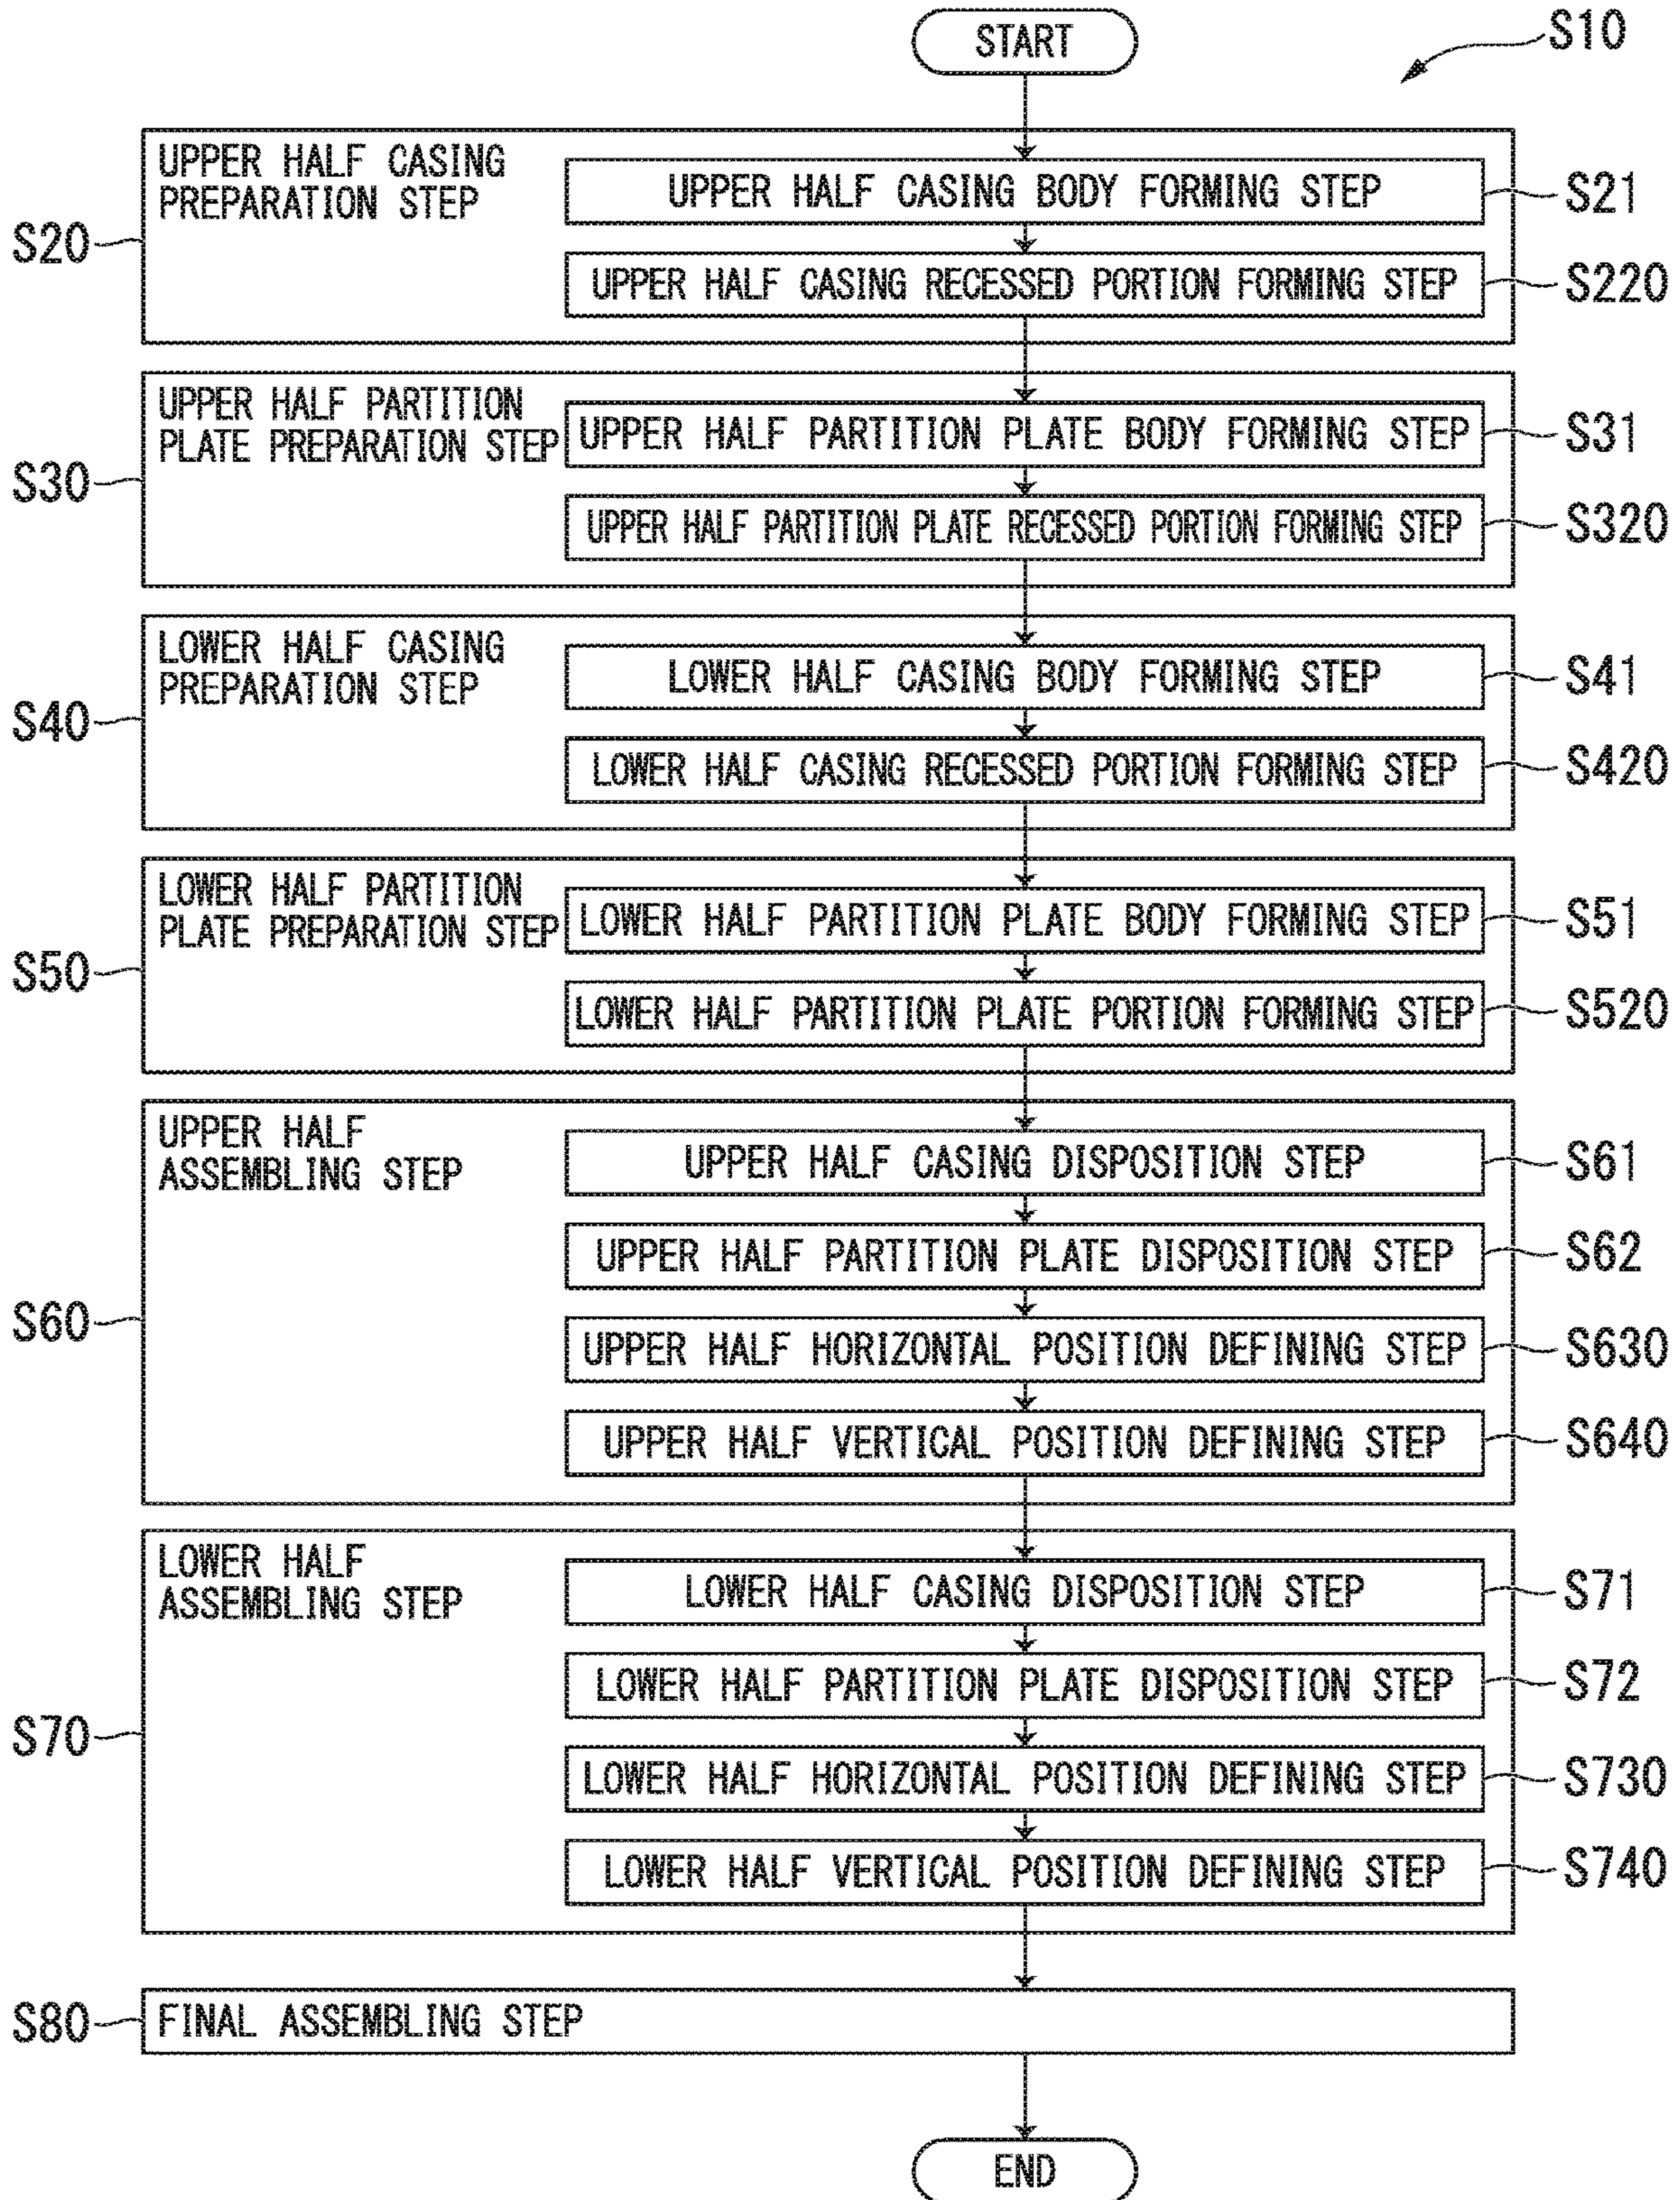 START
S10
UPPER HALF CASING
PREPARATION STEP
S20
UPPER HALF CASING BODY FORMING STEP
S21
UPPER HALF CASING RECESSED PORTION FORMING STEP
S220
UPPER HALF PARTITION
PLATE PREPARATION STEP
S30
UPPER HALF PARTITION PLATE BODY FORMING STEP
S31
UPPER HALF PARTITION PLATE RECESSED PORTION FORMING STEP
S320
LOWER HALF CASING
PREPARATION STEP
S40
LOWER HALF CASING BODY FORMING STEP
S41
LOWER HALF CASING RECESSED PORTION FORMING STEP
S420
LOWER HALF PARTITION
PLATE PREPARATION STEP
S50
LOWER HALF PARTITION PLATE BODY FORMING STEP
S51
LOWER HALF PARTITION PLATE PORTION FORMING STEP
S520
UPPER HALF
ASSEMBLING STEP
S60
UPPER HALF CASING DISPOSITION STEP
S61
UPPER HALF PARTITION PLATE DISPOSITION STEP
S62
UPPER HALF HORIZONTAL POSITION DEFINING STEP
S630
UPPER HALF VERTICAL POSITION DEFINING STEP
S640
LOWER HALF
ASSEMBLING STEP
S70
LOWER HALF CASING DISPOSITION STEP
S71
LOWER HALF PARTITION PLATE DISPOSITION STEP
S72
LOWER HALF HORIZONTAL POSITION DEFINING STEP
S730
LOWER HALF VERTICAL POSITION DEFINING STEP
S740
S80
FINAL ASSEMBLING STEP
END